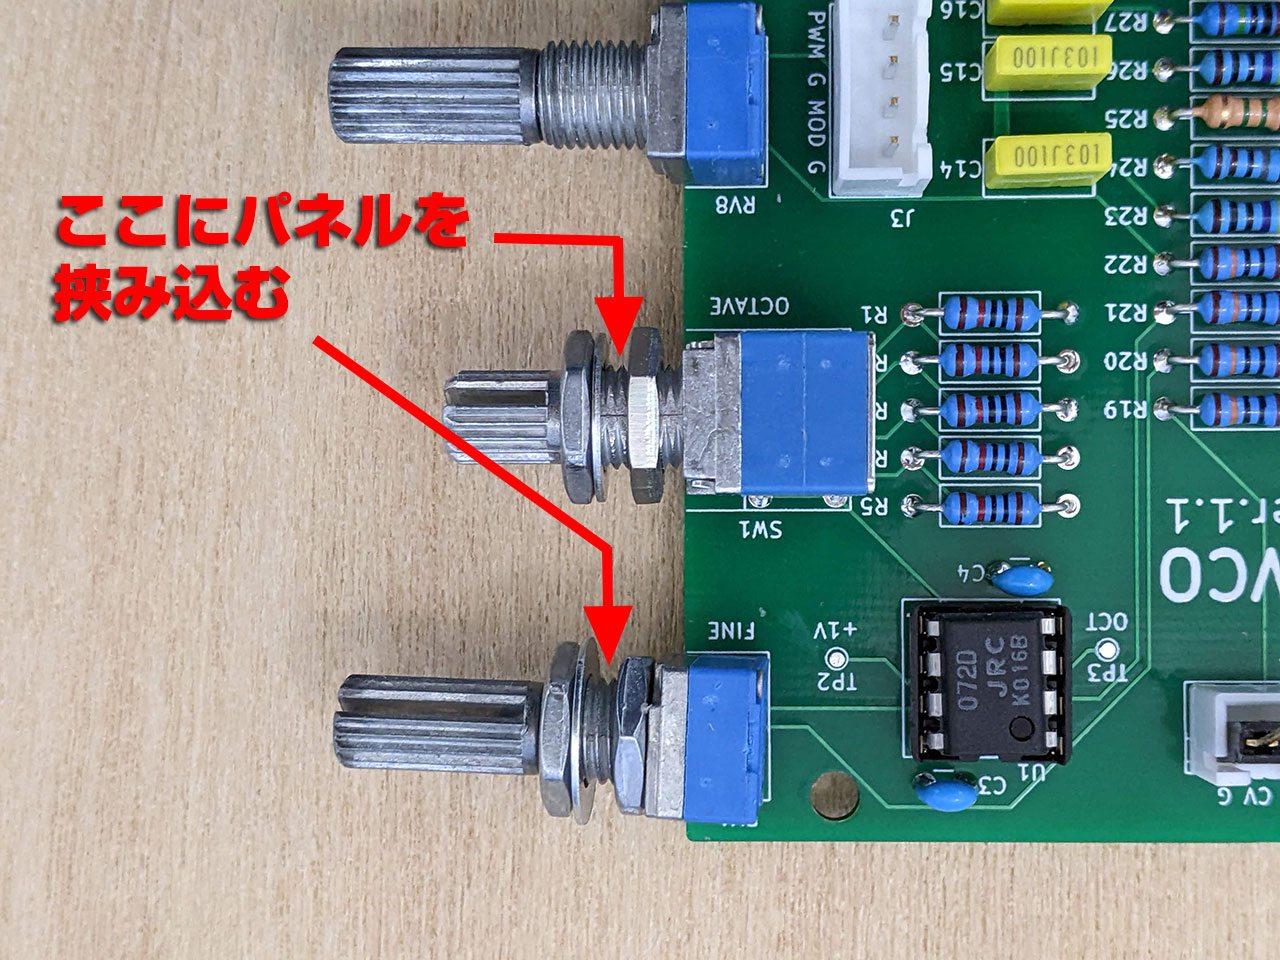 ここにパネルを
挟み込む
PWM G MOD G
J3
RV8
C16
C15
C14
103J100
103J100
R27
R26
R25
R24
R23
R22
R21
R20
R19
OCTAVE
R1
R5
SW1
FINE
+1V
TP2
C4
072D
JRC
K016B
U1
C3
OCT
TP3
er.1.1
VCO
CV G